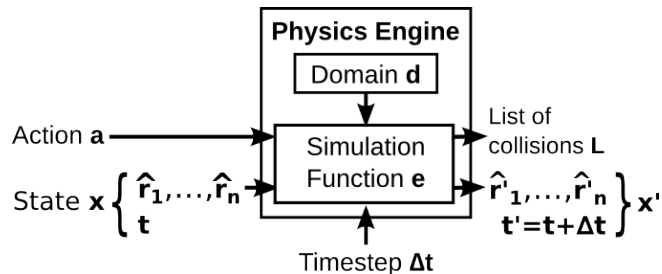 Physics Engine
Domain d
Action a
Simulation
Function e
List of
collisions L
State x { r̂₁,...,r̂ₙ
t
r̂'₁,...,r̂'ₙ } x'
t'=t+Δt
Timestep Δt